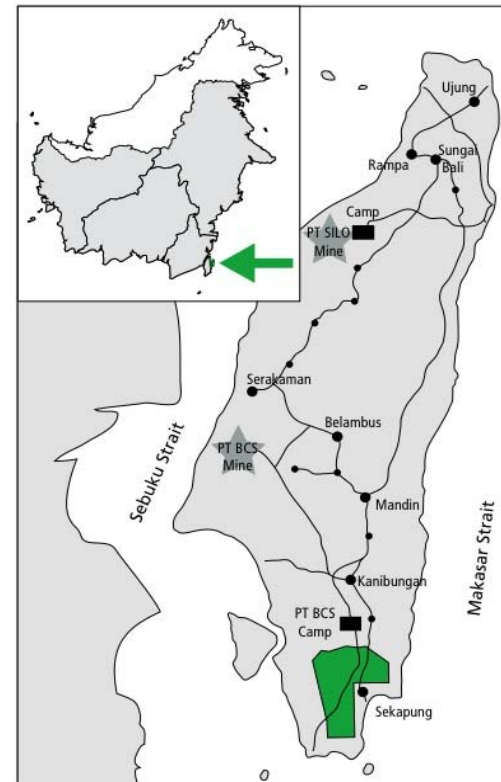 Ujung
Sungai
Bali
Rampa
Camp
PT SILO
Mine
Serakaman
Belambus
PT BCS
Mine
Sebuku Strait
Mandin
Makasar Strait
Kanibungan
PT BCS
Camp
Sekapung